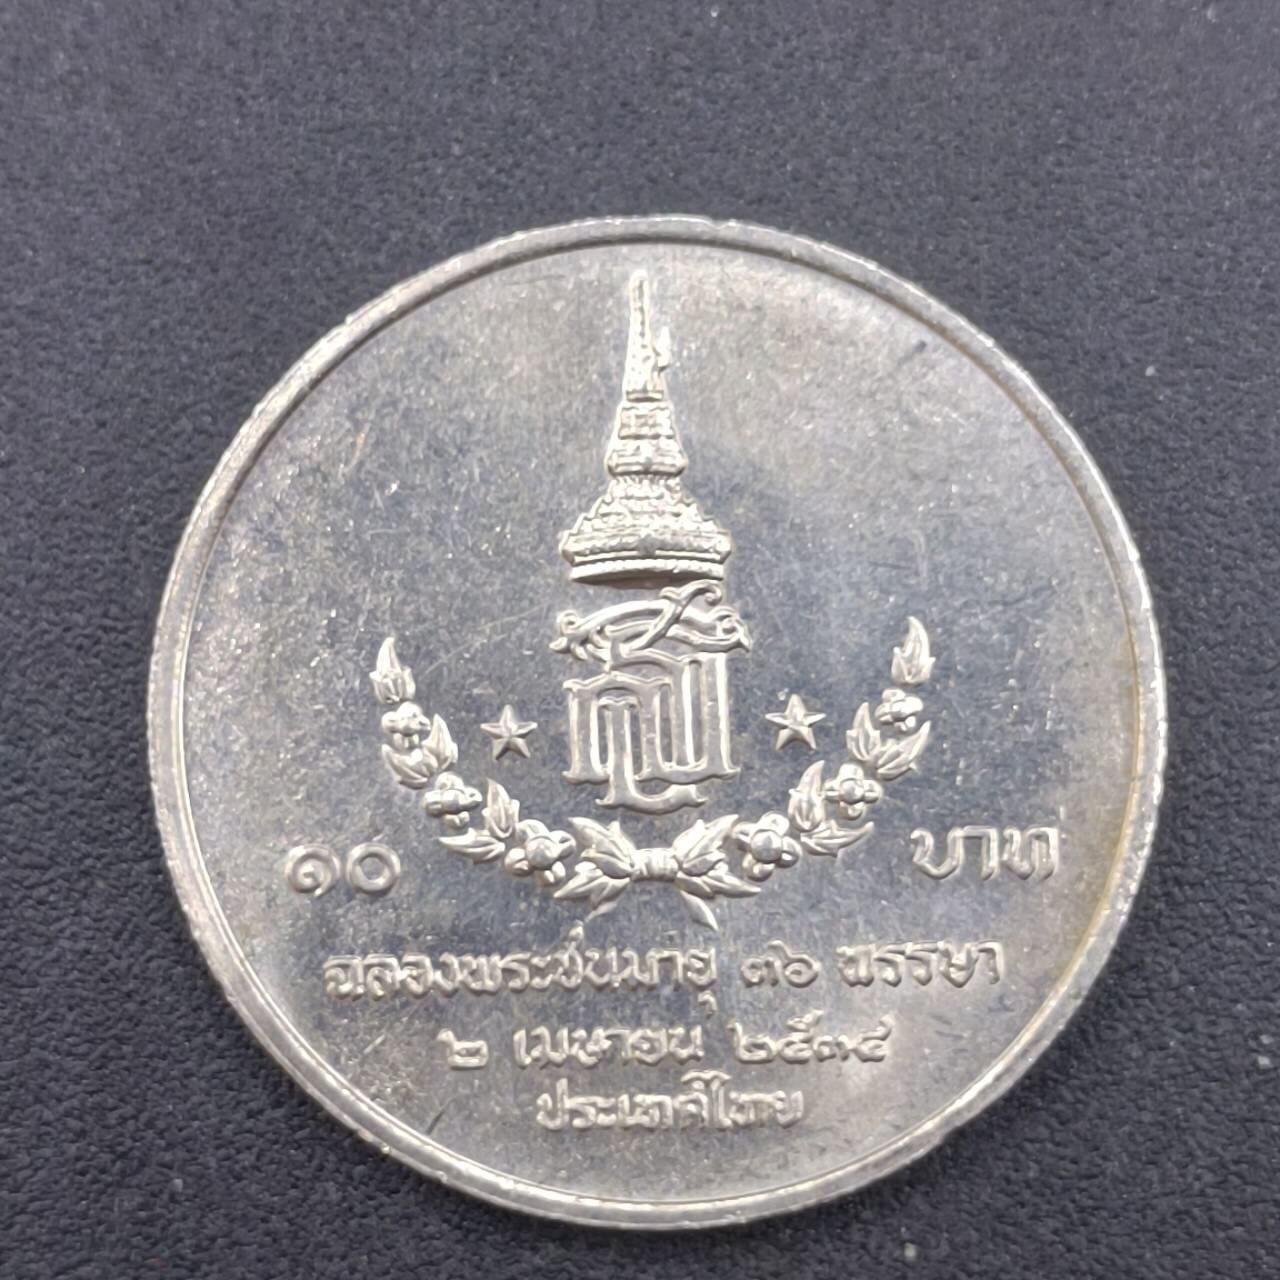 ๑๐ บาท
ฉลองพระชนมายุ ๓๖ พรรษา
๒ เมษายน ๒๕๓๔
ประเทศไทย